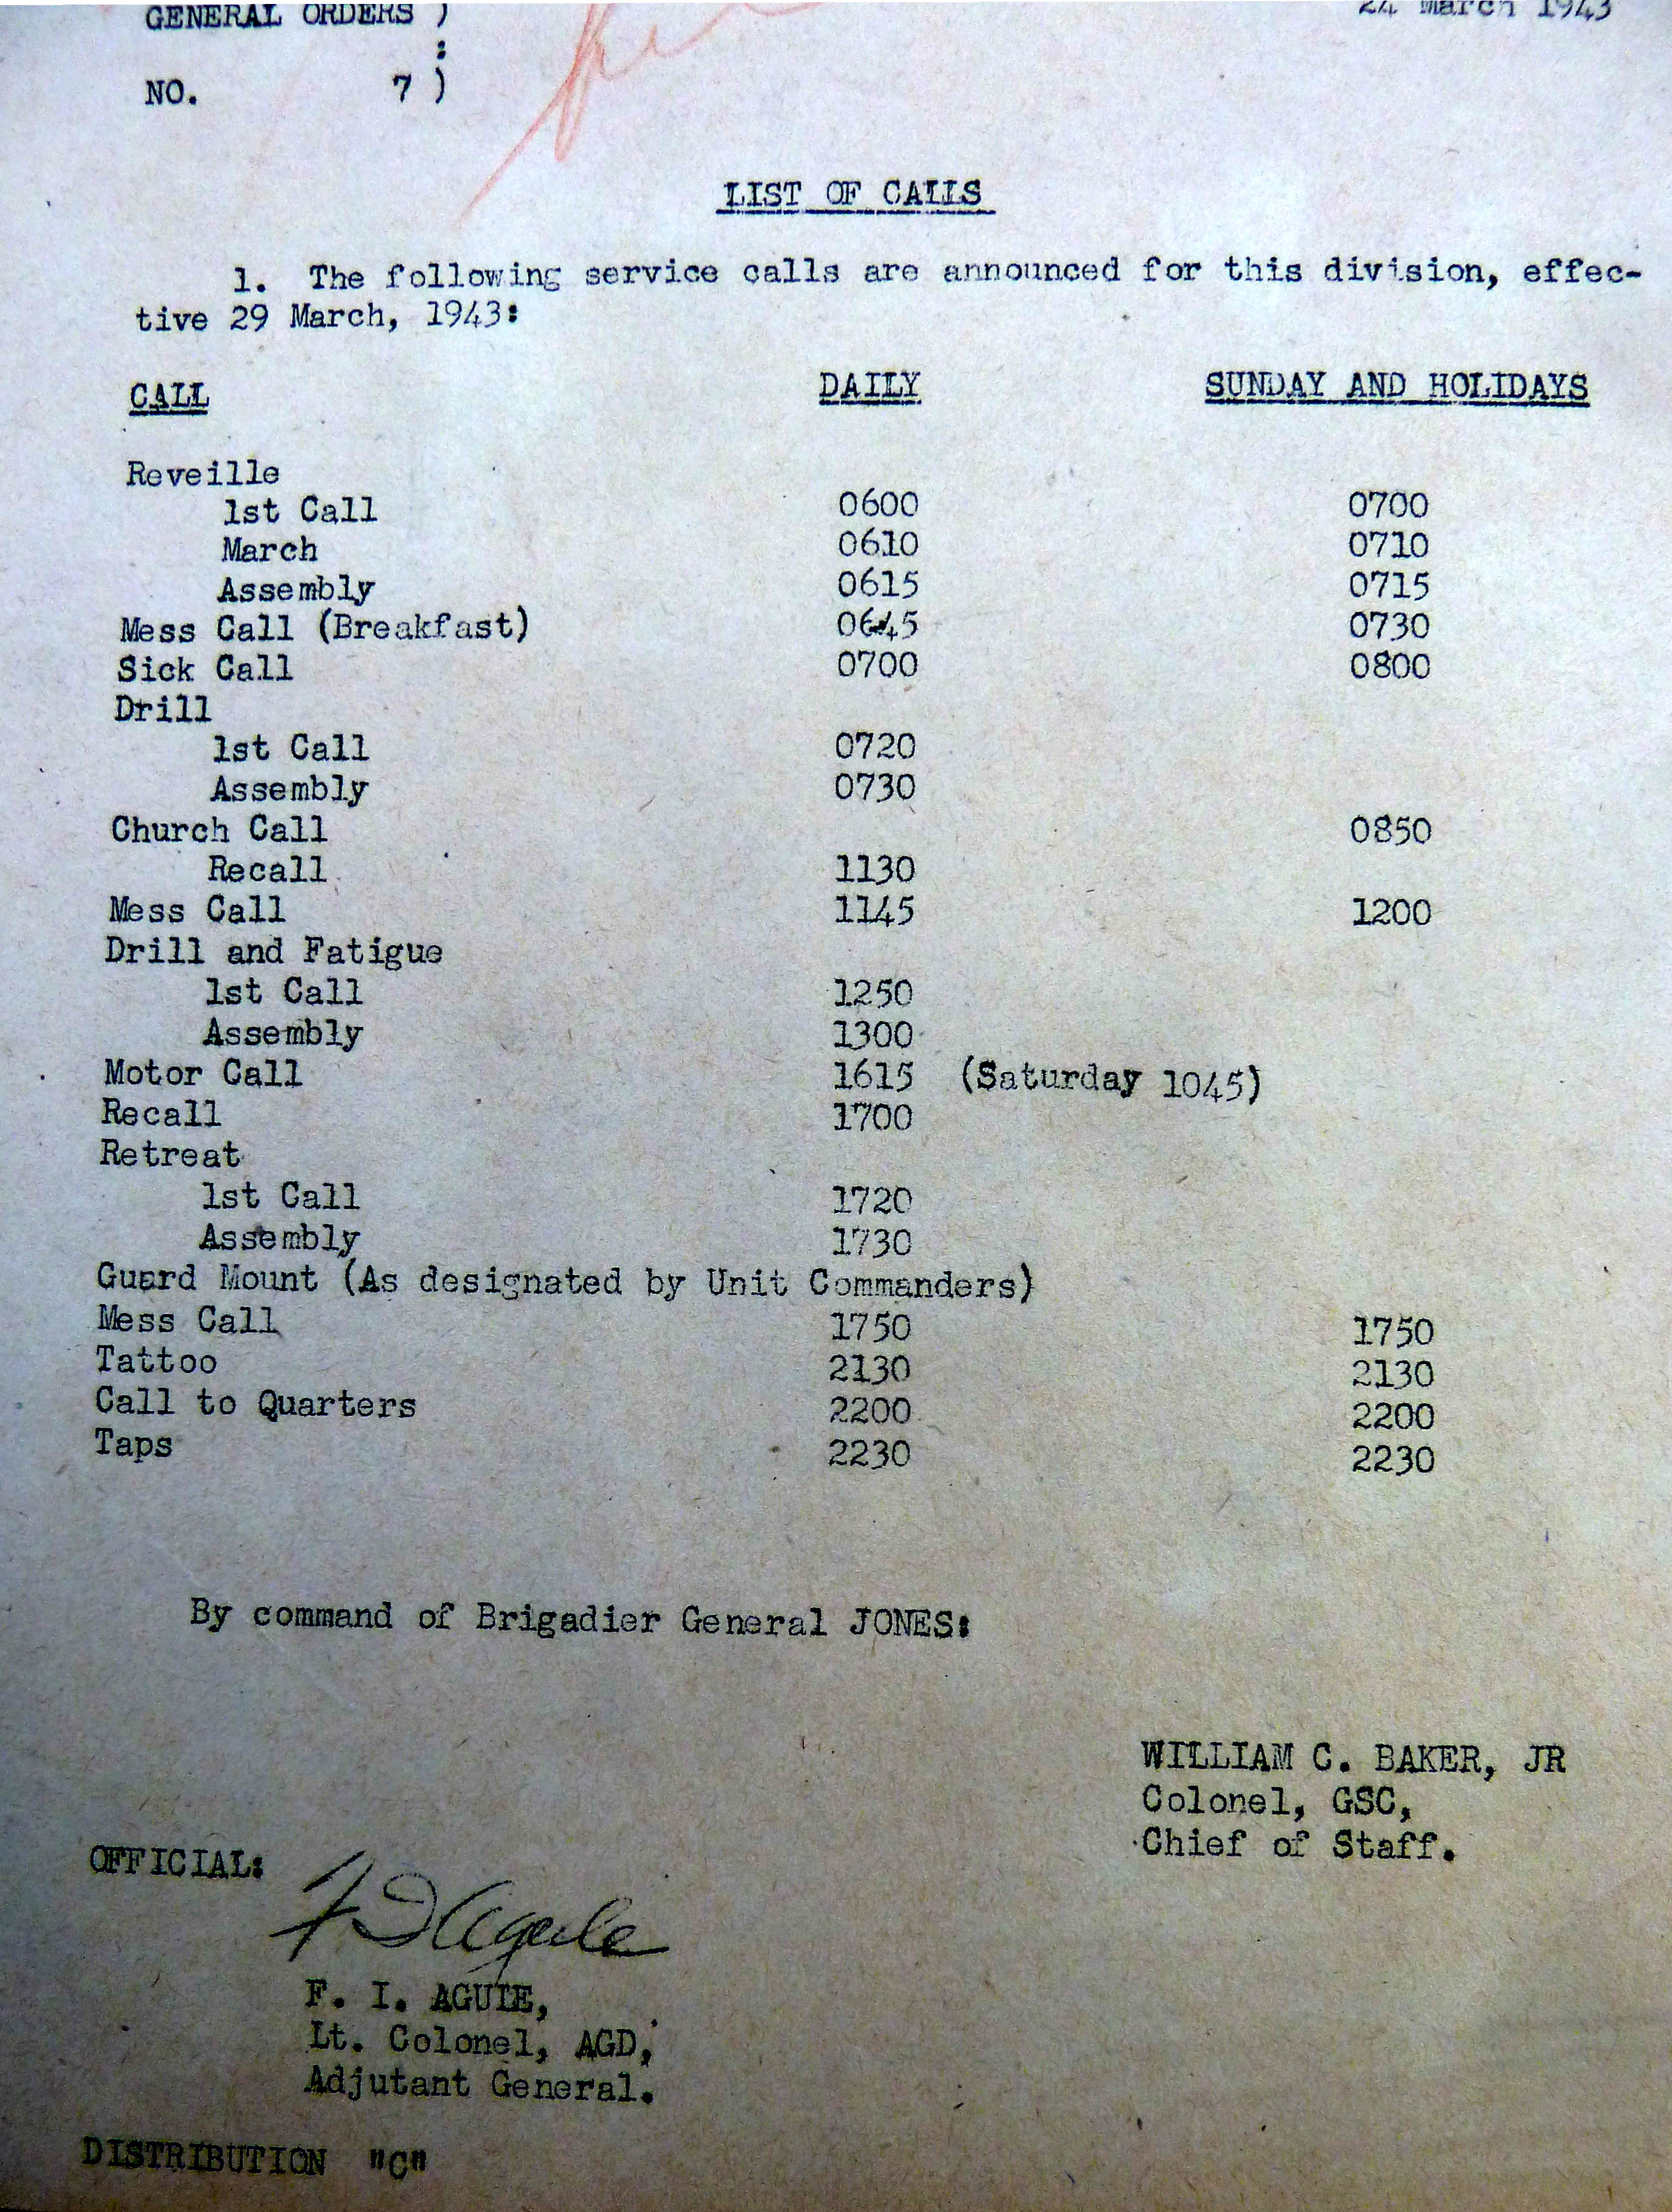 GENERAL ORDERS ) 24 March 1943
:
NO. 7 )
LIST OF CALLS
1. The following service calls are announced for this division, effec-
tive 29 March, 1943:
CALL DAILY SUNDAY AND HOLIDAYS
Reveille
1st Call 0600 0700
March 0610 0710
Assembly 0615 0715
Mess Call (Breakfast) 0645 0730
Sick Call 0700 0800
Drill
1st Call 0720
Assembly 0730
Church Call 0850
Recall 1130
Mess Call 1145 1200
Drill and Fatigue
1st Call 1250
Assembly 1300
Motor Call 1615 (Saturday 1045)
Recall 1700
Retreat
1st Call 1720
Assembly 1730
Guard Mount (As designated by Unit Commanders)
Mess Call 1750 1750
Tattoo 2130 2130
Call to Quarters 2200 2200
Taps 2230 2230
By command of Brigadier General JONES:
WILLIAM C. BAKER, JR
Colonel, GSC,
Chief of Staff.
OFFICIAL:
F. I. AGUIE,
Lt. Colonel, AGD,
Adjutant General.
DISTRIBUTION "C"